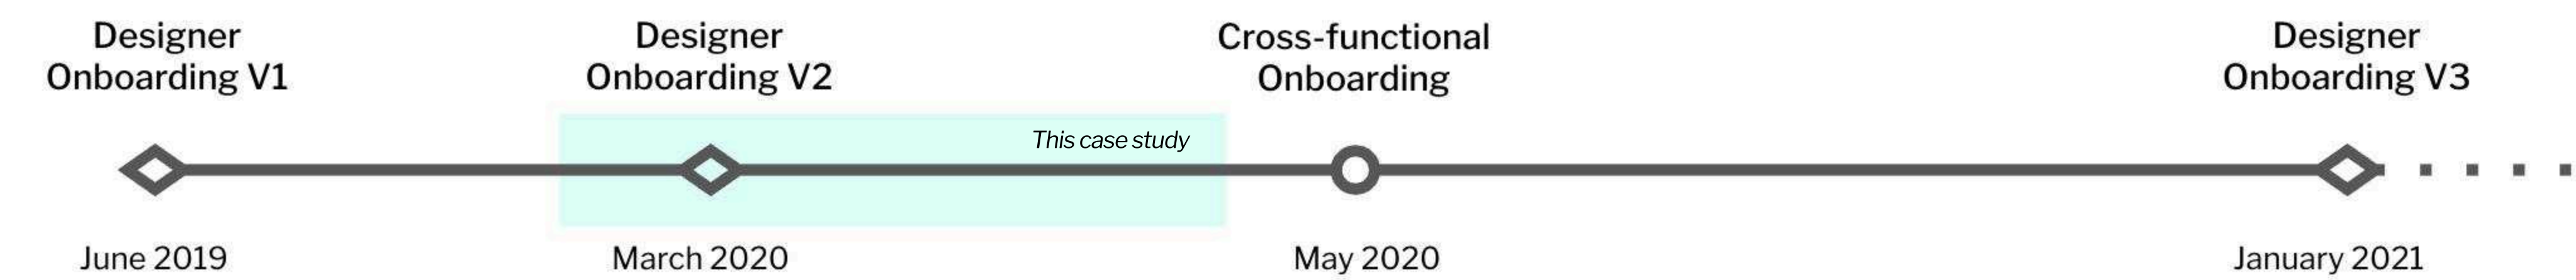 Designer
Onboarding V1
Designer
Onboarding V2
Cross-functional
Onboarding
Designer
Onboarding V3
This case study
June 2019
March 2020
May 2020
January 2021